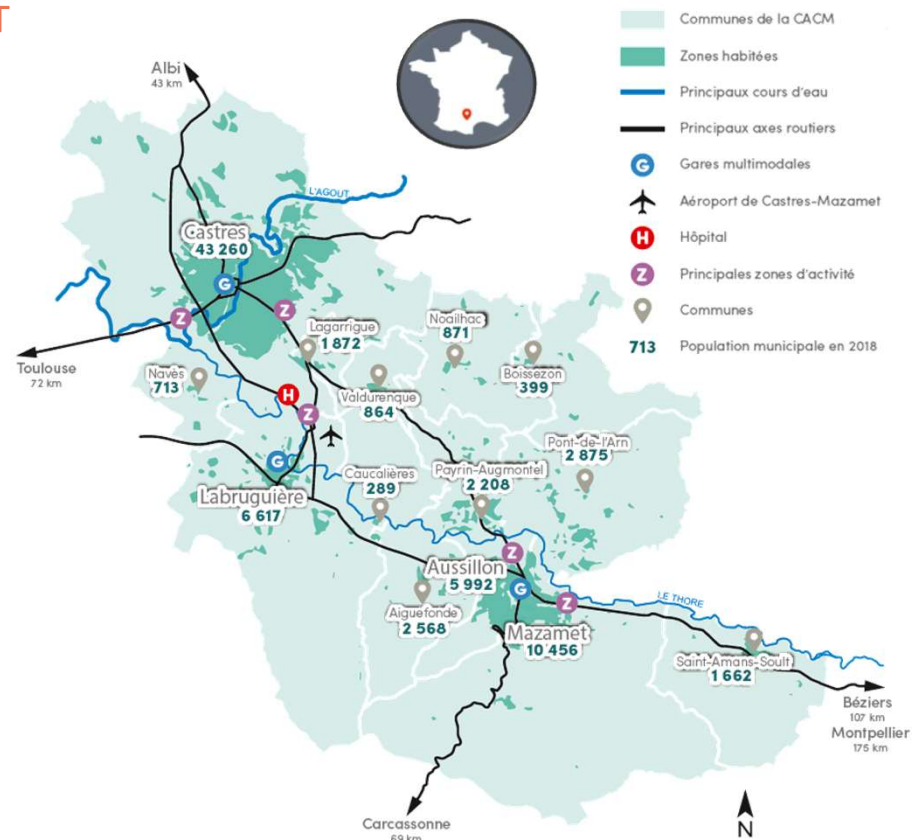 T
Communes de la CACM
Zones habitées
Principaux cours d'eau
Principaux axes routiers
G
Gares multimodales
Aéroport de Castres-Mazamet
H
Hôpital
Z
Principales zones d'activité
Communes
713
Population municipale en 2018
Albi
43 km
L'AGOUT
Castres
43 260
G
Z
Z
Lagarrigue
1 872
Noailhac
871
Boissezon
399
Toulouse
72 km
Navès
713
Valdurenque
864
H
Z
Pont-de-l'Arn
2 875
G
Labruguière
6 617
Caucalières
289
Payrin-Augmontel
2 208
Z
Aussillon
5 992
G
Z
LE THORE
Aiguefonde
2 568
Mazamet
10 456
Saint-Amans-Soult
1 662
Béziers
107 km
Montpellier
175 km
Carcassonne
69 km
N